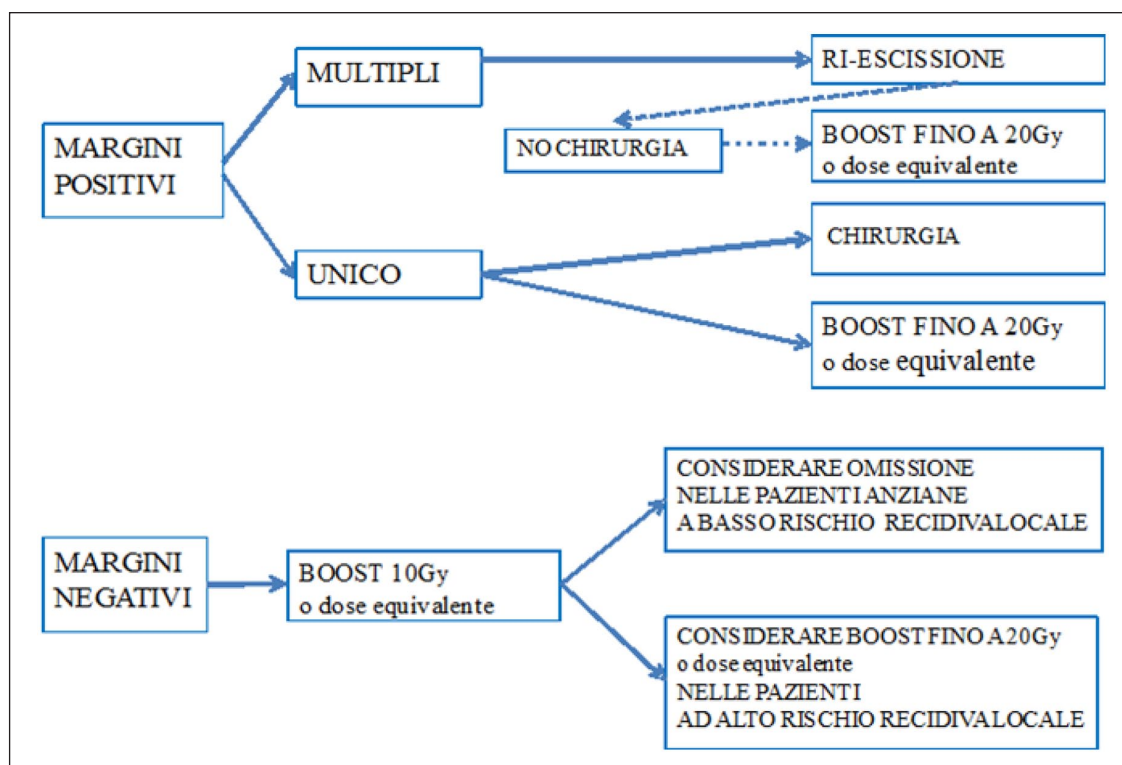 MARGINI
POSITIVI
MULTIPLI
RI-ESCISSIONE
NO CHIRURGIA
BOOST FINO A 20Gy
o dose equivalente
UNICO
CHIRURGIA
BOOST FINO A 20Gy
o dose equivalente
MARGINI
NEGATIVI
BOOST 10Gy
o dose equivalente
CONSIDERARE OMISSIONE
NELLE PAZIENTI ANZIANE
A BASSO RISCHIO RECIDIVA LOCALE
CONSIDERARE BOOST FINO A 20Gy
o dose equivalente
NELLE PAZIENTI
AD ALTO RISCHIO RECIDIVA LOCALE